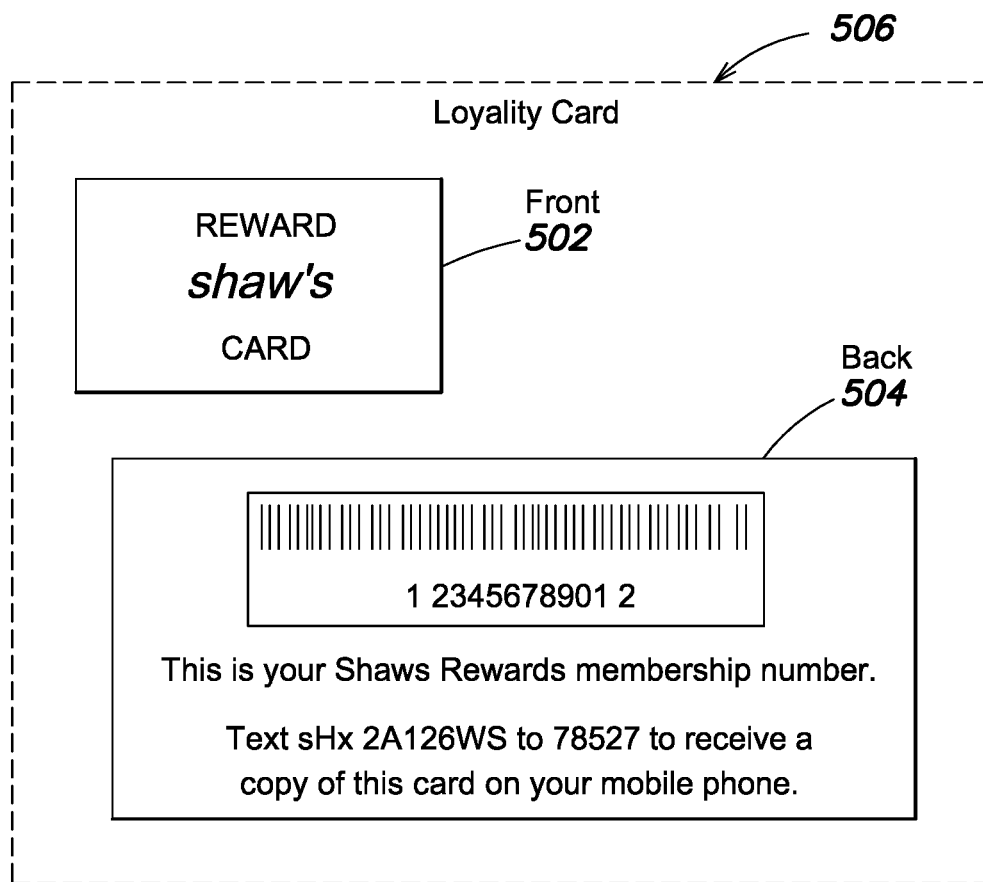 506
Loyality Card
REWARD
shaw's
CARD
Front
502
Back
504
1 2345678901 2
This is your Shaws Rewards membership number.
Text sHx 2A126WS to 78527 to receive a
copy of this card on your mobile phone.